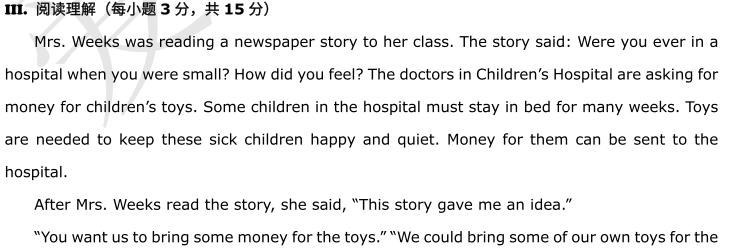 III. 阅读理解（每小题 3 分，共 15 分）
Mrs. Weeks was reading a newspaper story to her class. The story said: Were you ever in a
hospital when you were small? How did you feel? The doctors in Children’s Hospital are asking for
money for children’s toys. Some children in the hospital must stay in bed for many weeks. Toys
are needed to keep these sick children happy and quiet. Money for them can be sent to the
hospital.
After Mrs. Weeks read the story, she said, “This story gave me an idea.”
“You want us to bring some money for the toys.” “We could bring some of our own toys for the